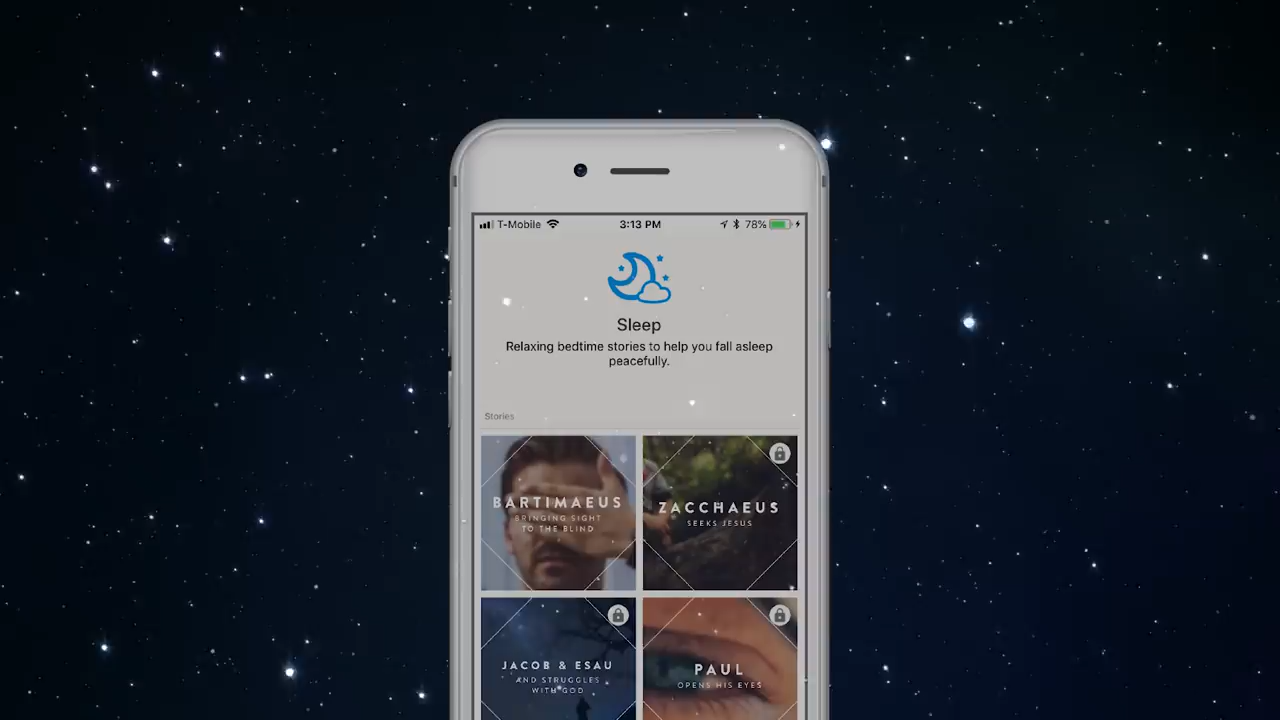 T-Mobile 3:13 PM 78%
Sleep
Relaxing bedtime stories to help you fall asleep
peacefully.
Stories
BARTIMAEUS
BRINGING SIGHT
TO THE BLIND
ZACCHAEUS
SEEKS JESUS
JACOB & ESAU
AND STRUGGLES
WITH GOD
PAUL
OPENS HIS EYES